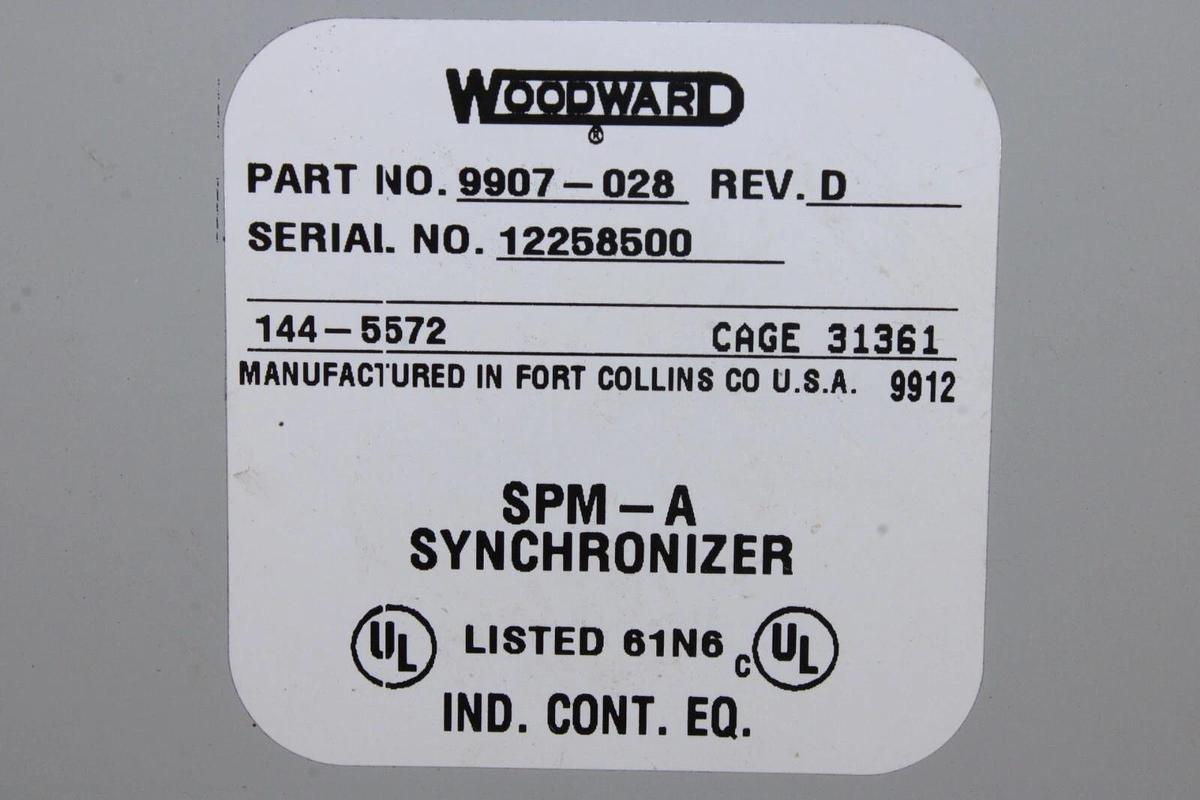 WOODWARD
®
PART NO. 9907-028 REV. D
SERIAL NO. 12258500
144-5572 CAGE 31361
MANUFACTURED IN FORT COLLINS CO U.S.A. 9912
SPM-A
SYNCHRONIZER
UL LISTED 61N6 C UL
IND. CONT. EQ.